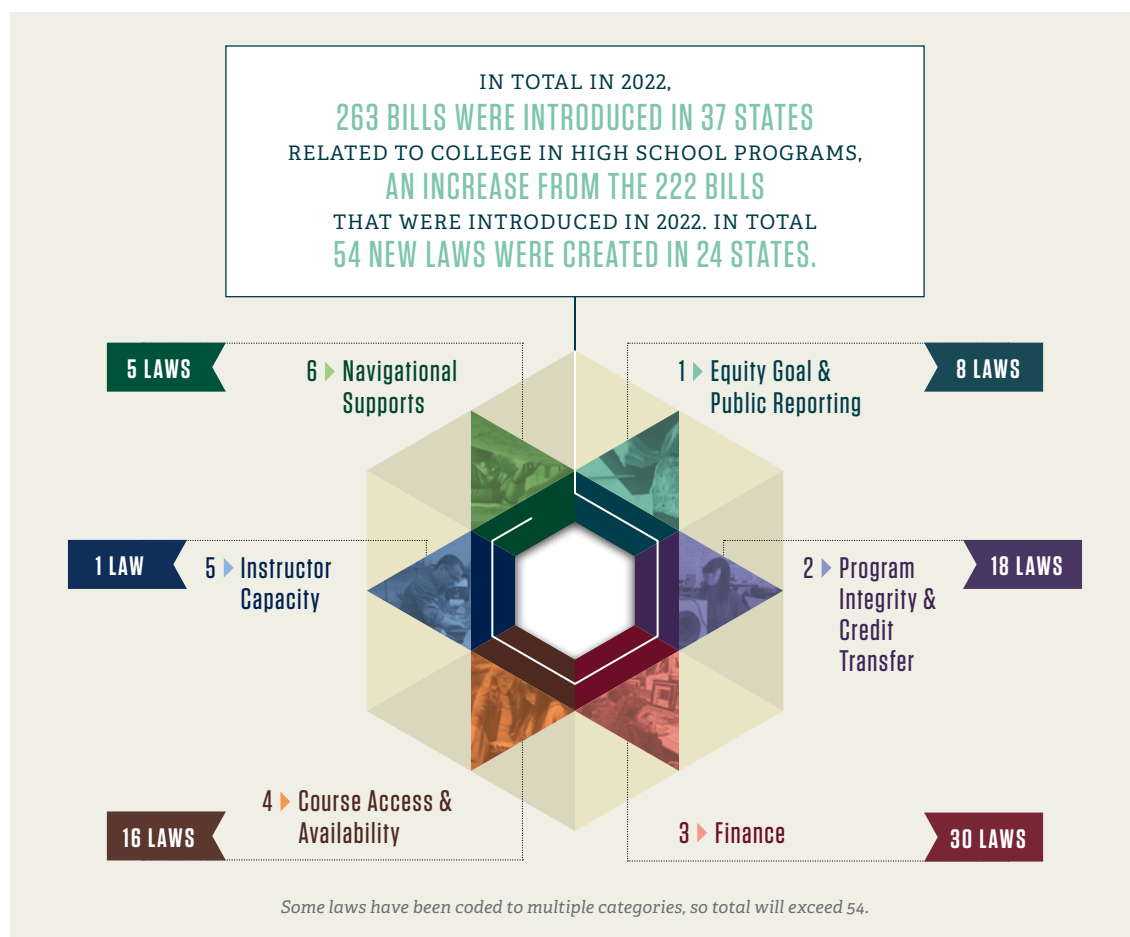 IN TOTAL IN 2022,
263 BILLS WERE INTRODUCED IN 37 STATES
RELATED TO COLLEGE IN HIGH SCHOOL PROGRAMS,
AN INCREASE FROM THE 222 BILLS
THAT WERE INTRODUCED IN 2022. IN TOTAL
54 NEW LAWS WERE CREATED IN 24 STATES.
5 LAWS
6 Navigational
Supports
1 Equity Goal &
Public Reporting
8 LAWS
1 LAW
5 Instructor
Capacity
2 Program
Integrity &
Credit
Transfer
18 LAWS
16 LAWS
4 Course Access &
Availability
3 Finance
30 LAWS
Some laws have been coded to multiple categories, so total will exceed 54.